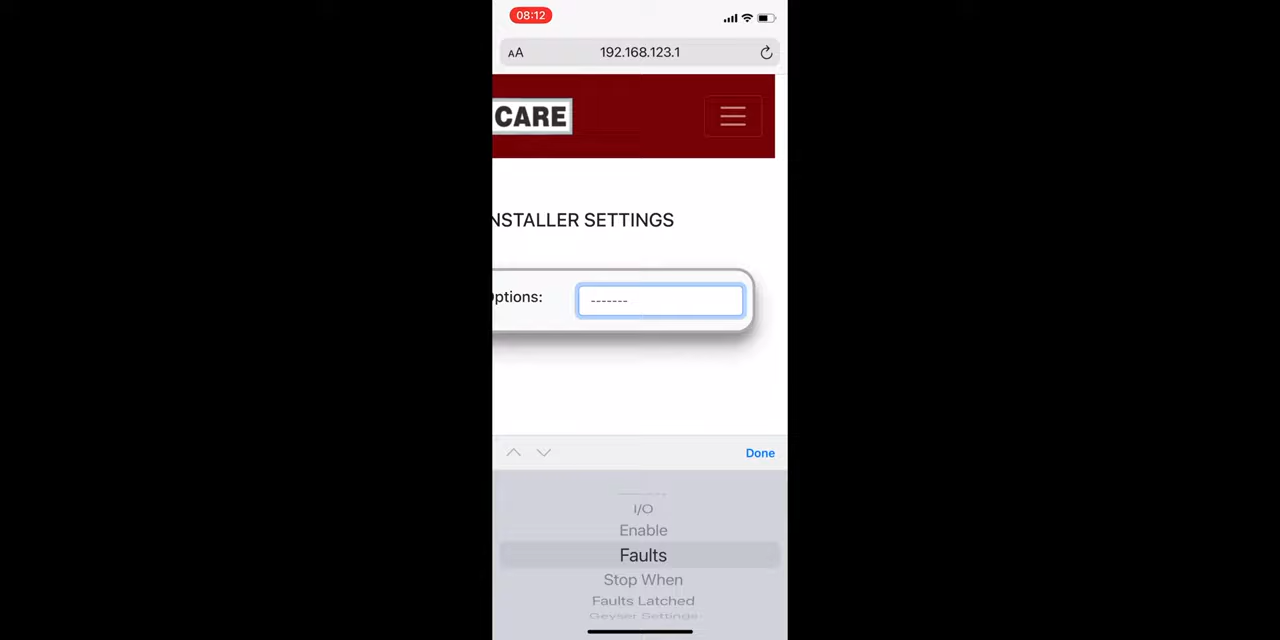 08:12
AA 192.168.123.1
CARE
NSTALLER SETTINGS
Options: -------
Done
I/O
Enable
Faults
Stop When
Faults Latched
Geyser Settings